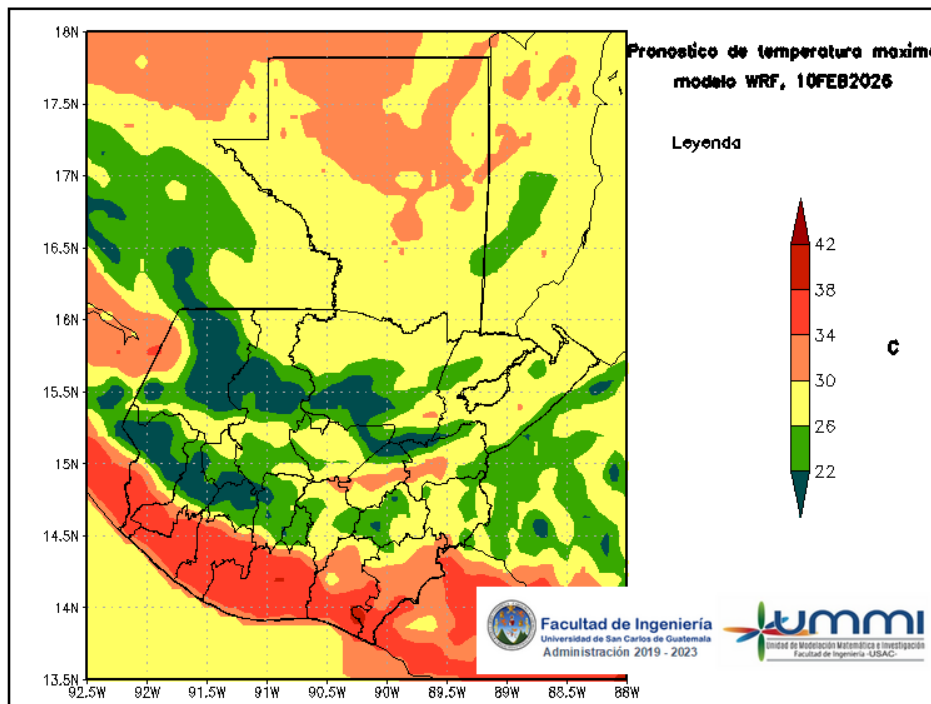 Pronostico de temperatura maxima
modelo WRF, 10FEB2026
Leyenda
18N
17.5N
17N
16.5N
16N
15.5N
15N
14.5N
14N
13.5N
92.5W
92W
91.5W
91W
90.5W
90W
89.5W
89W
88.5W
88W
42
38
34
30
26
22
C
Facultad de Ingeniería
Universidad de San Carlos de Guatemala
Administración 2019 - 2023
ummi
Unidad de Modelación Matemática e Investigación
Facultad de Ingeniería -USAC-